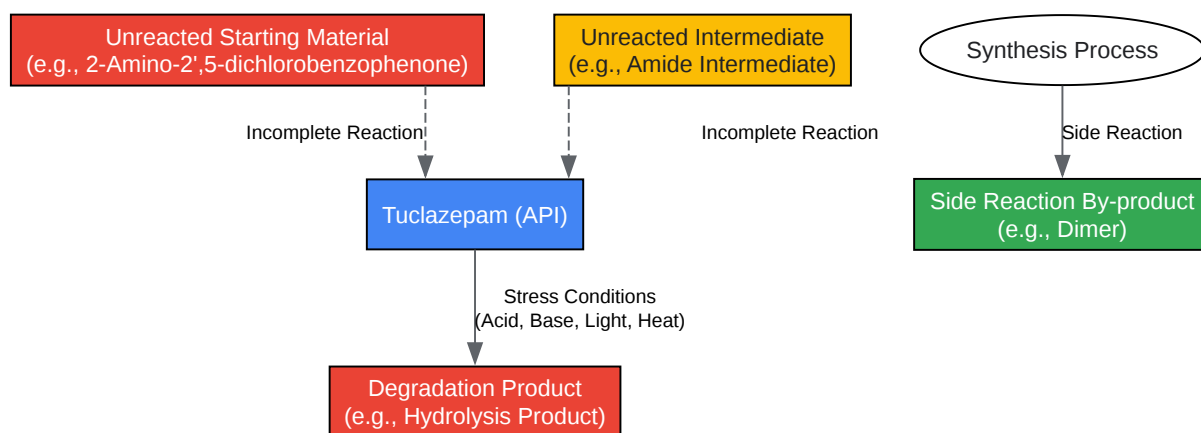 Unreacted Starting Material
(e.g., 2-Amino-2',5-dichlorobenzophenone)
Unreacted Intermediate
(e.g., Amide Intermediate)
Synthesis Process
Incomplete Reaction
Incomplete Reaction
Side Reaction
Tuclazepam (API)
Side Reaction By-product
(e.g., Dimer)
Stress Conditions
(Acid, Base, Light, Heat)
Degradation Product
(e.g., Hydrolysis Product)